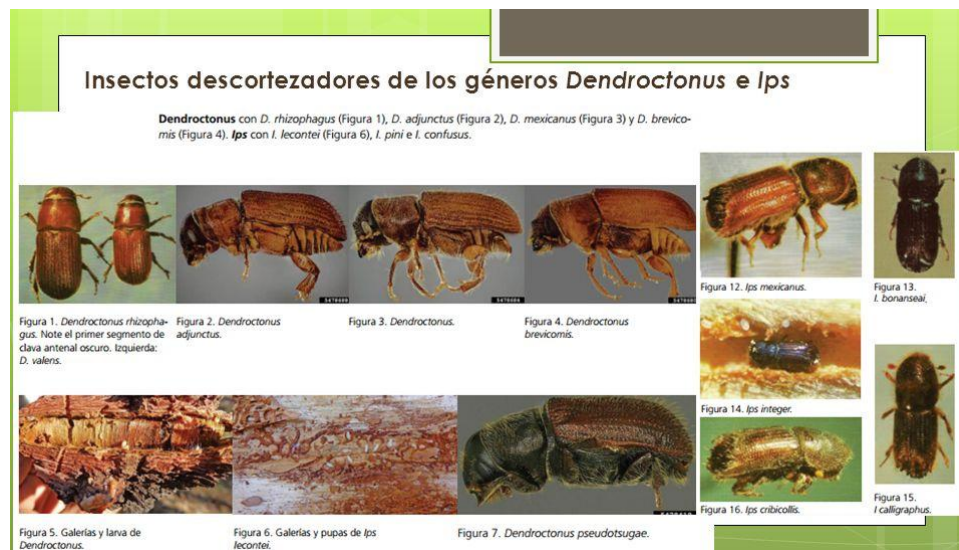 Insectos descortezadores de los géneros Dendroctonus e Ips
Dendroctonus con D. rhizophagus (Figura 1), D. adjunctus (Figura 2), D. mexicanus (Figura 3) y D. brevico-
mis (Figura 4). Ips con I. lecontei (Figura 6), I. pini e I. confusus.
Figura 1. Dendroctonus rhizopha-
gus. Note el primer segmento de
clava antenal oscuro. Izquierda:
D. valens.
Figura 2. Dendroctonus
adjunctus.
Figura 3. Dendroctonus.
Figura 4. Dendroctonus
brevicomis.
Figura 12. Ips mexicanus.
Figura 13.
I. bonanseai.
Figura 14. Ips integer.
Figura 5. Galerías y larva de
Dendroctonus.
Figura 6. Galerías y pupas de Ips
lecontei.
Figura 7. Dendroctonus pseudotsugae.
Figura 16. Ips cribicollis.
Figura 15.
I calligraphus.